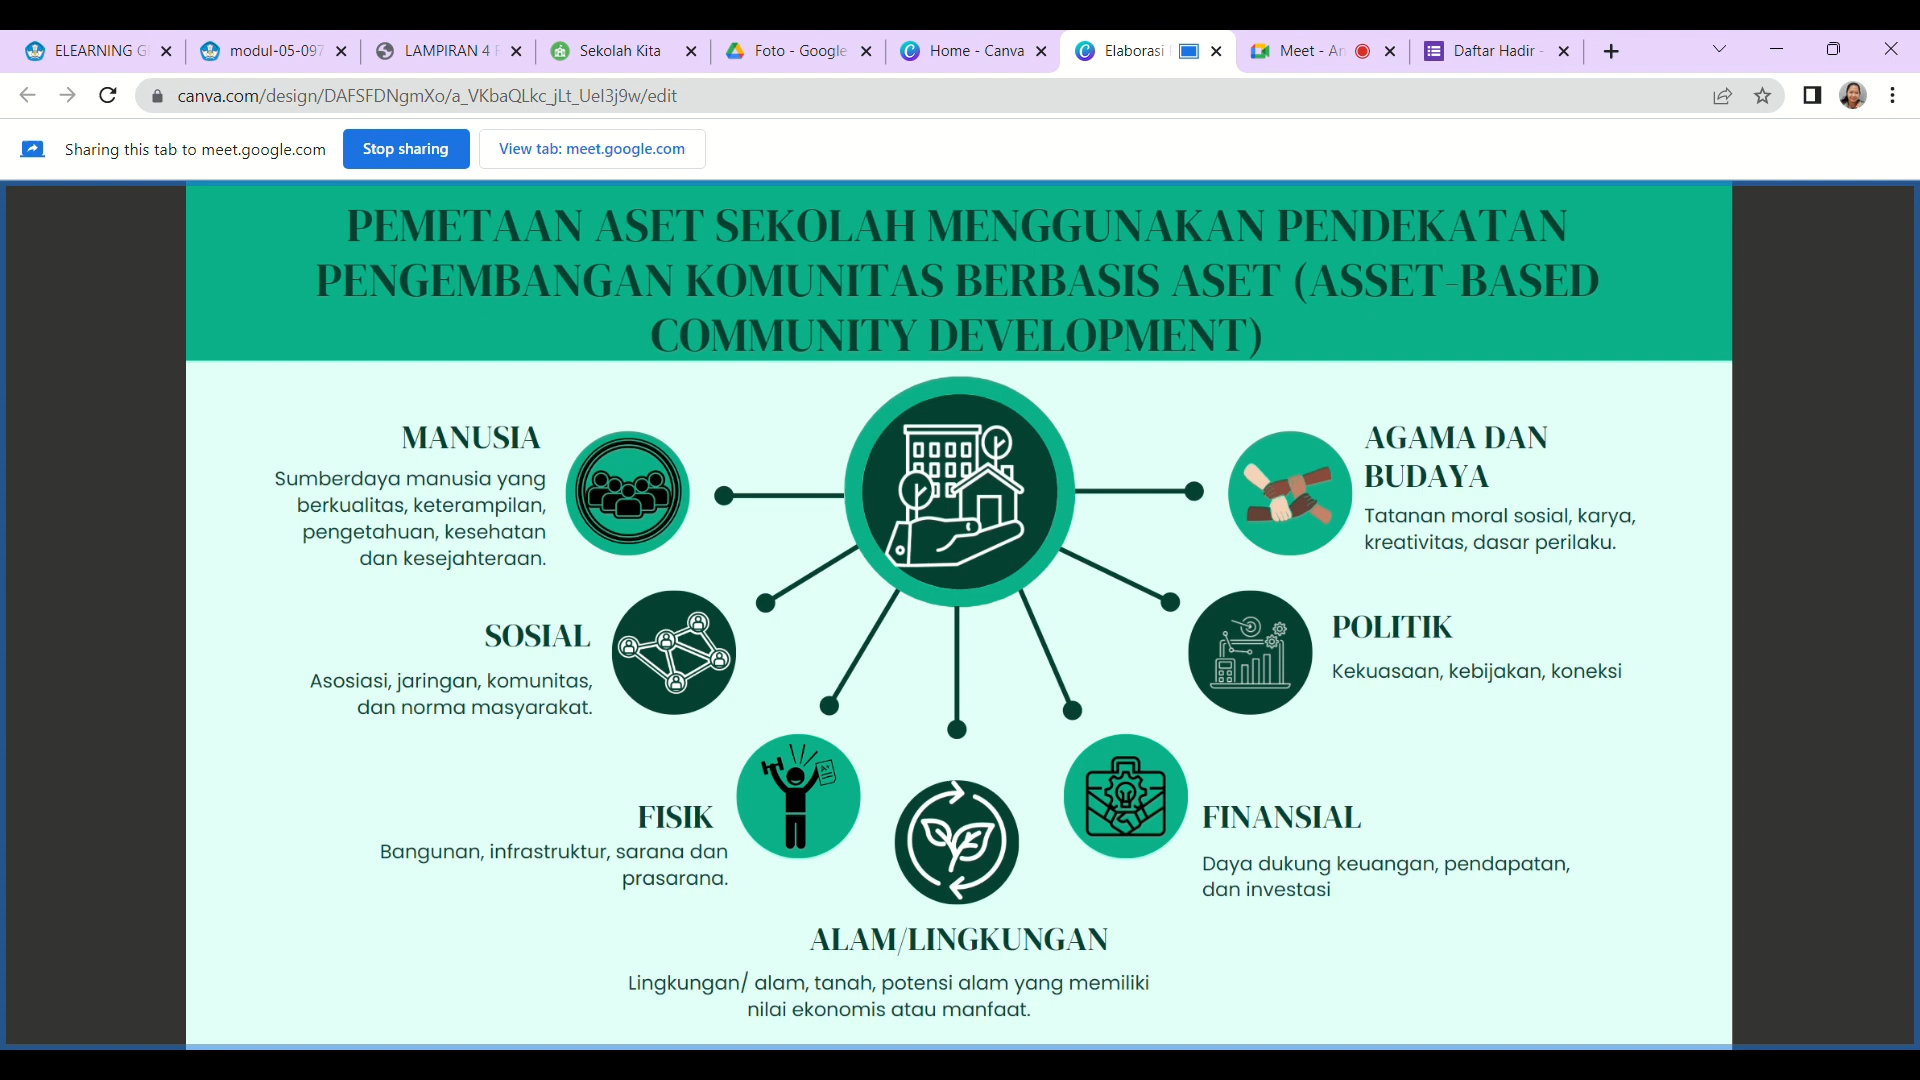 ELEARNING G
modul-05-097
LAMPIRAN 4
Sekolah Kita
Foto - Google
Home - Canva
Elaborasi
Meet - An
Daftar Hadir -
canva.com/design/DAFSFDNgmXo/a_VKbaQLkc_jLt_Uel3j9w/edit
Sharing this tab to meet.google.com
Stop sharing
View tab: meet.google.com
PEMETAAN ASET SEKOLAH MENGGUNAKAN PENDEKATAN
PENGEMBANGAN KOMUNITAS BERBASIS ASET (ASSET-BASED
COMMUNITY DEVELOPMENT)
MANUSIA
Sumberdaya manusia yang
berkualitas, keterampilan,
pengetahuan, kesehatan
dan kesejahteraan.
AGAMA DAN
BUDAYA
Tatanan moral sosial, karya,
kreativitas, dasar perilaku.
SOSIAL
Asosiasi, jaringan, komunitas,
dan norma masyarakat.
POLITIK
Kekuasaan, kebijakan, koneksi
FISIK
Bangunan, infrastruktur, sarana dan
prasarana.
A+
FINANSIAL
Daya dukung keuangan, pendapatan,
dan investasi
ALAM/LINGKUNGAN
Lingkungan/ alam, tanah, potensi alam yang memiliki
nilai ekonomis atau manfaat.